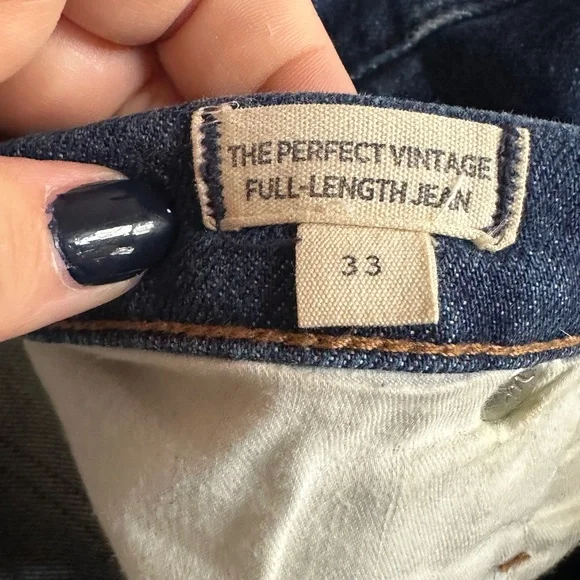 THE PERFECT VINTAGE
FULL-LENGTH JEAN
33